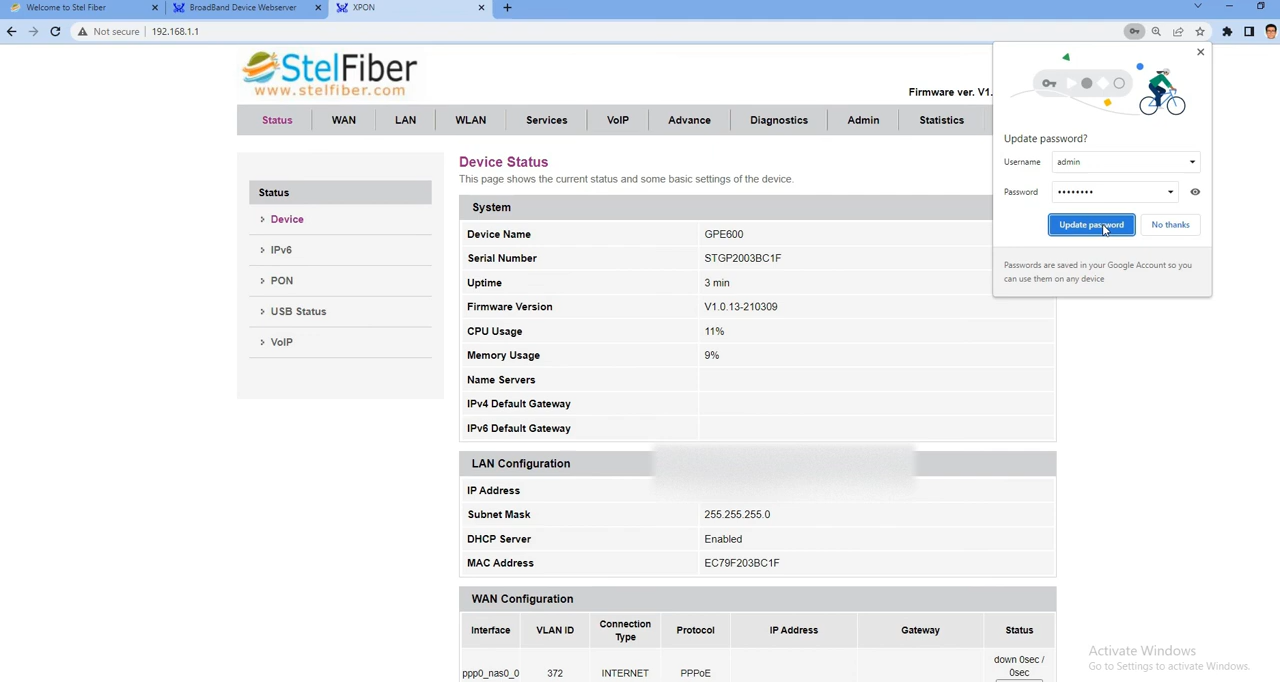 Welcome to Stel Fiber
BroadBand Device Webserver
XPON
Not secure 192.168.1.1
StelFiber
www.stelfiber.com
Firmware ver. V1.
Status WAN LAN WLAN Services VoIP Advance Diagnostics Admin Statistics
Status
> Device
> IPv6
> PON
> USB Status
> VoIP
Device Status
This page shows the current status and some basic settings of the device.
System
Device Name GPE600
Serial Number STGP2003BC1F
Uptime 3 min
Firmware Version V1.0.13-210309
CPU Usage 11%
Memory Usage 9%
Name Servers
IPv4 Default Gateway
IPv6 Default Gateway
LAN Configuration
IP Address
Subnet Mask 255.255.255.0
DHCP Server Enabled
MAC Address EC79F203BC1F
WAN Configuration
Interface VLAN ID Connection Type Protocol IP Address Gateway Status
ppp0_nas0_0 372 INTERNET PPPoE down 0sec / 0sec
Update password?
Username admin
Password ••••••••
Update password No thanks
Passwords are saved in your Google Account so you
can use them on any device
Activate Windows
Go to Settings to activate Windows.